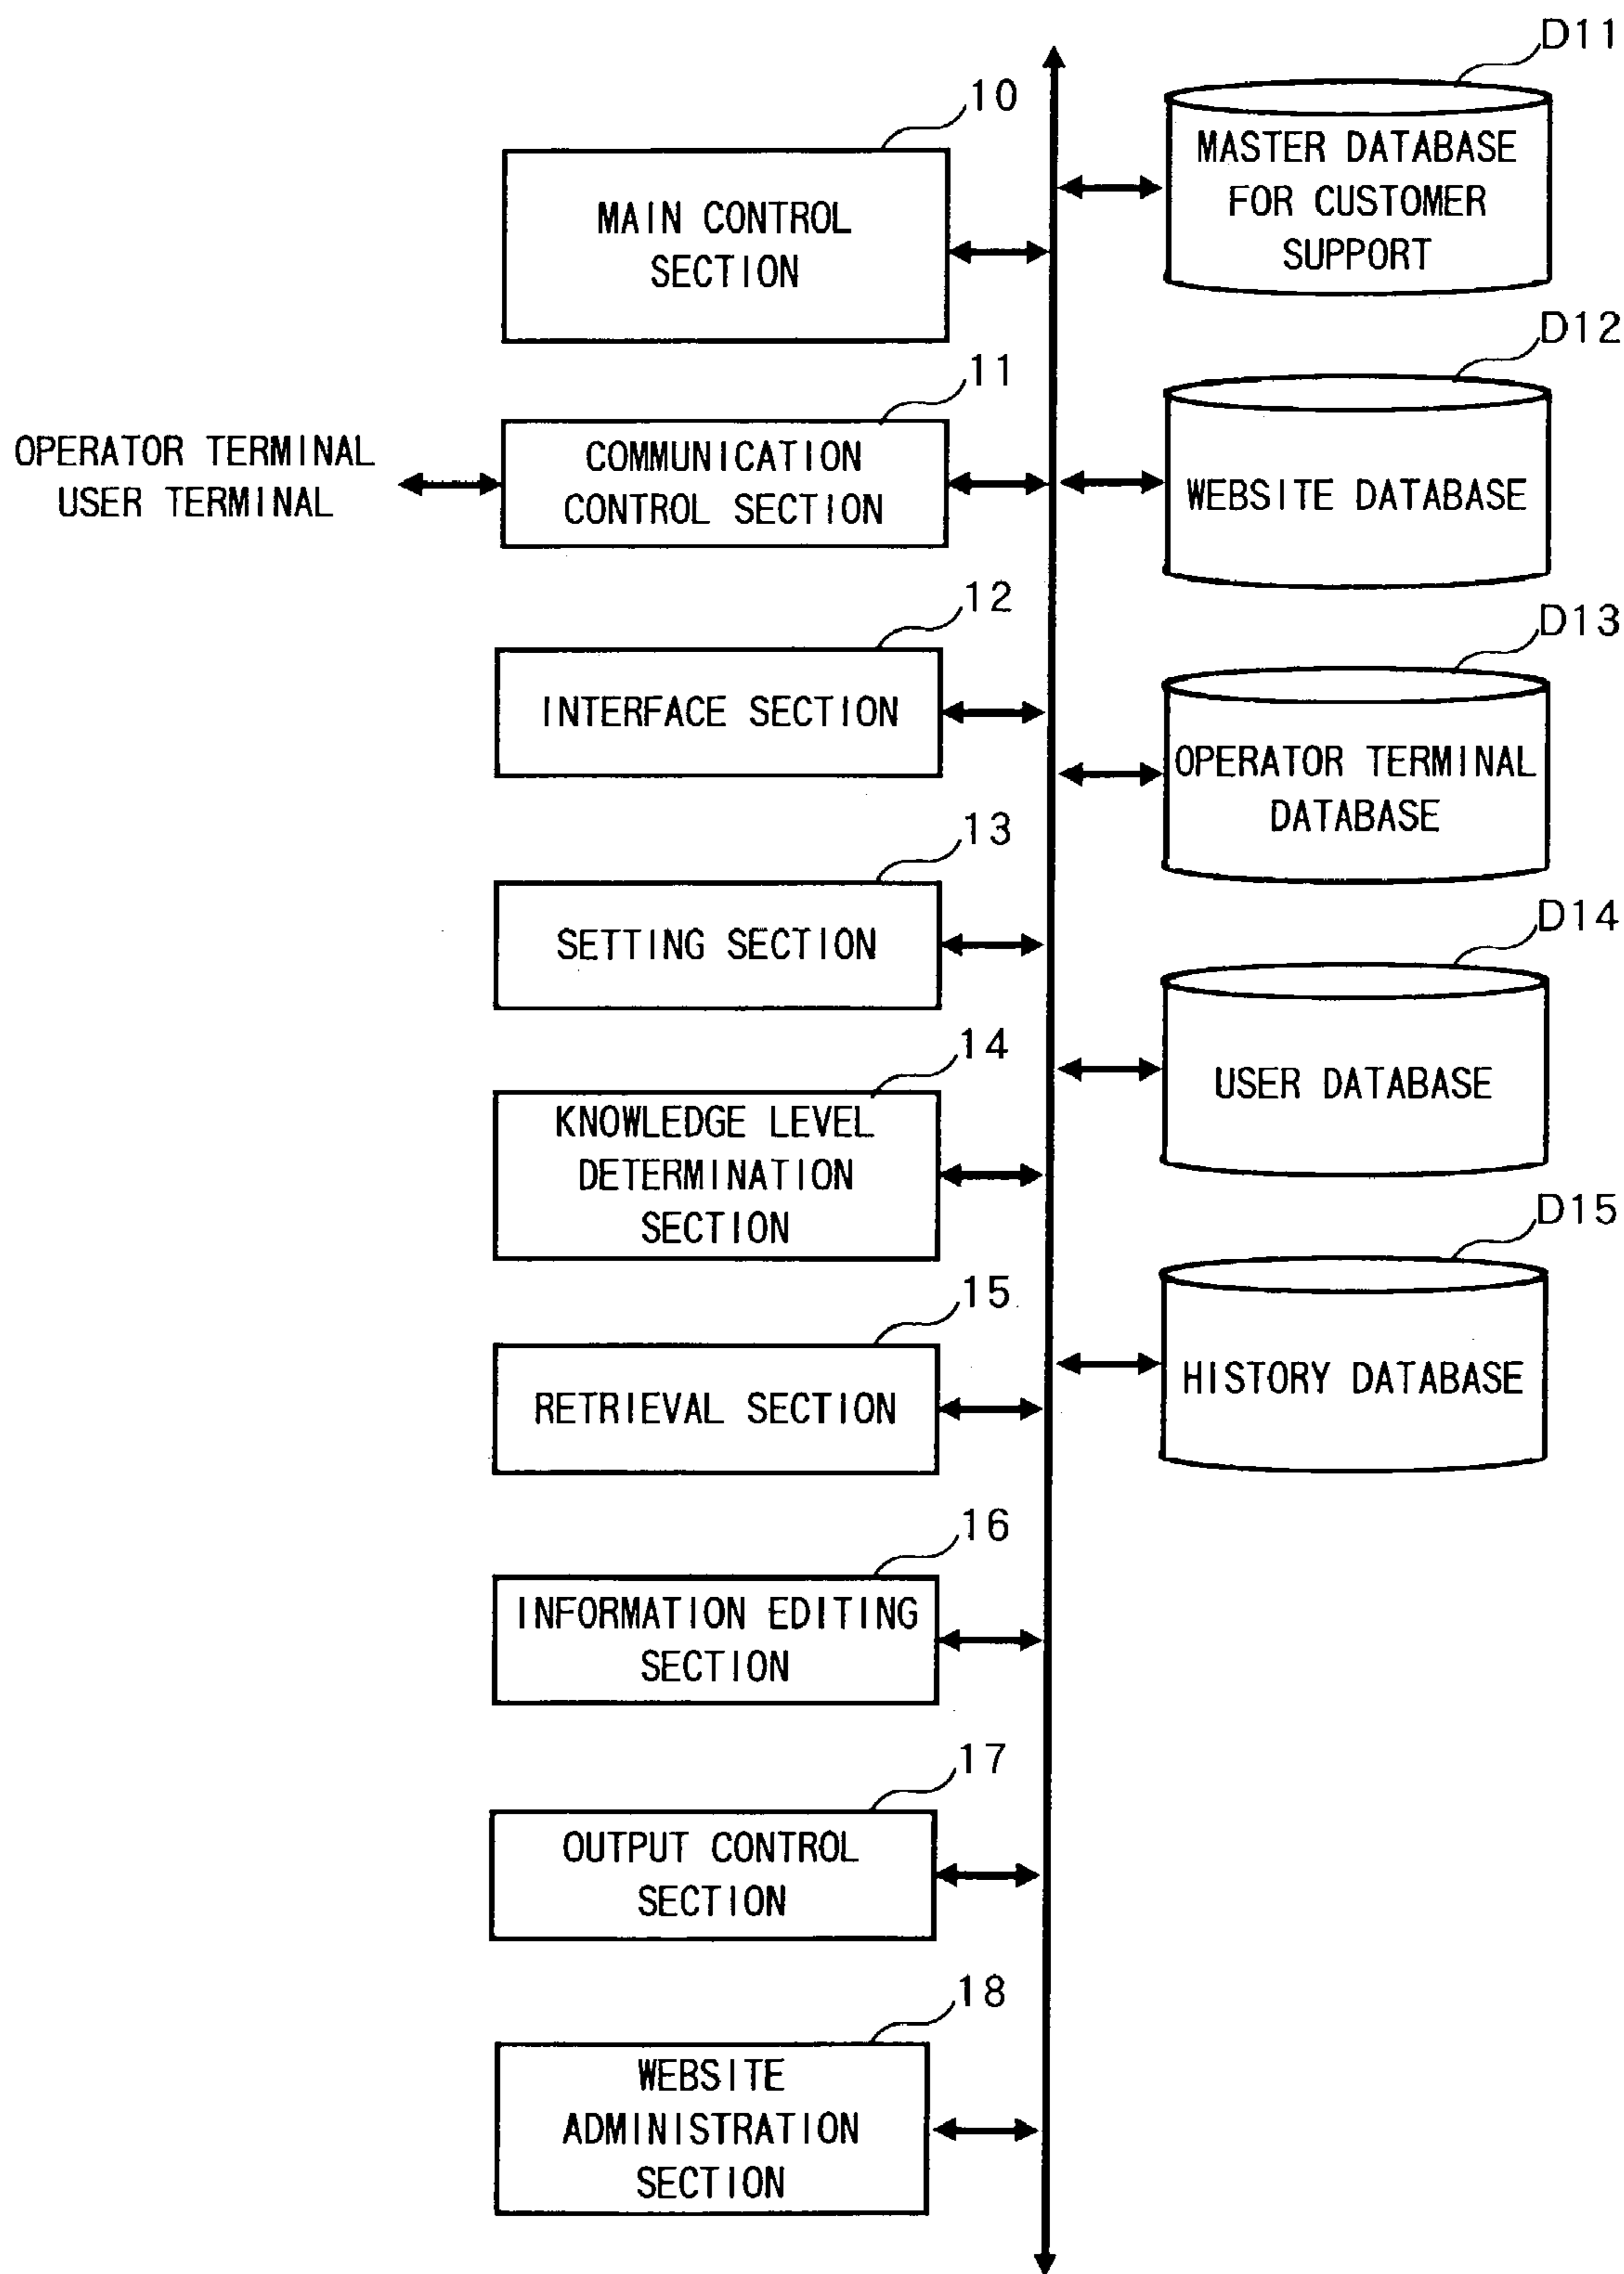 D11
10
MASTER DATABASE
FOR CUSTOMER
SUPPORT
MAIN CONTROL
SECTION
D12
11
OPERATOR TERMINAL
USER TERMINAL
COMMUNICATION
CONTROL SECTION
WEBSITE DATABASE
12
D13
INTERFACE SECTION
OPERATOR TERMINAL
DATABASE
13
SETTING SECTION
D14
14
KNOWLEDGE LEVEL
DETERMINATION
SECTION
USER DATABASE
D15
15
RETRIEVAL SECTION
HISTORY DATABASE
16
INFORMATION EDITING
SECTION
17
OUTPUT CONTROL
SECTION
18
WEBSITE
ADMINISTRATION
SECTION